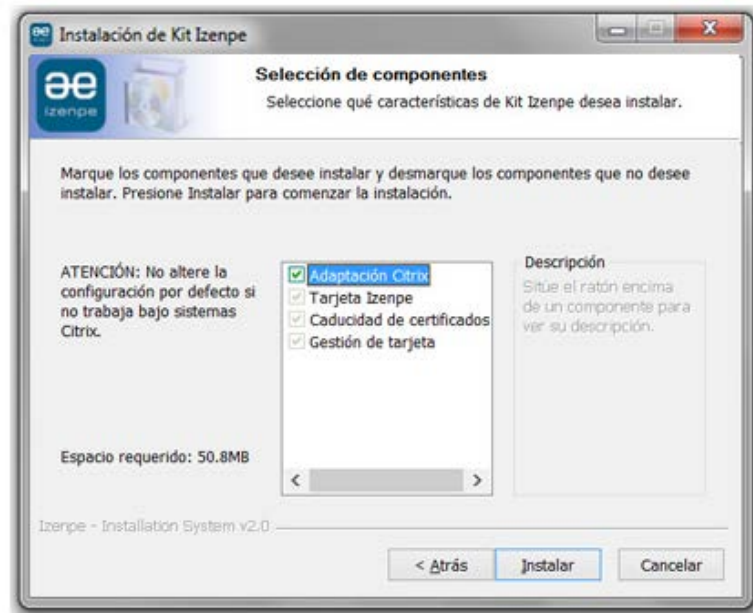 Instalación de Kit Izenpe
izenpe
Selección de componentes
Seleccione qué características de Kit Izenpe desea instalar.
Marque los componentes que desee instalar y desmarque los componentes que no desee
instalar. Presione Instalar para comenzar la instalación.
ATENCIÓN: No altere la
configuración por defecto si
no trabaja bajo sistemas
Citrix.
Adaptación Citrix
Tarjeta Izenpe
Caducidad de certificados
Gestión de tarjeta
Descripción
Sitúe el ratón encima
de un componente para
ver su descripción.
Espacio requerido: 50.8MB
Izenpe - Installation System v2.0
< Atrás
Instalar
Cancelar